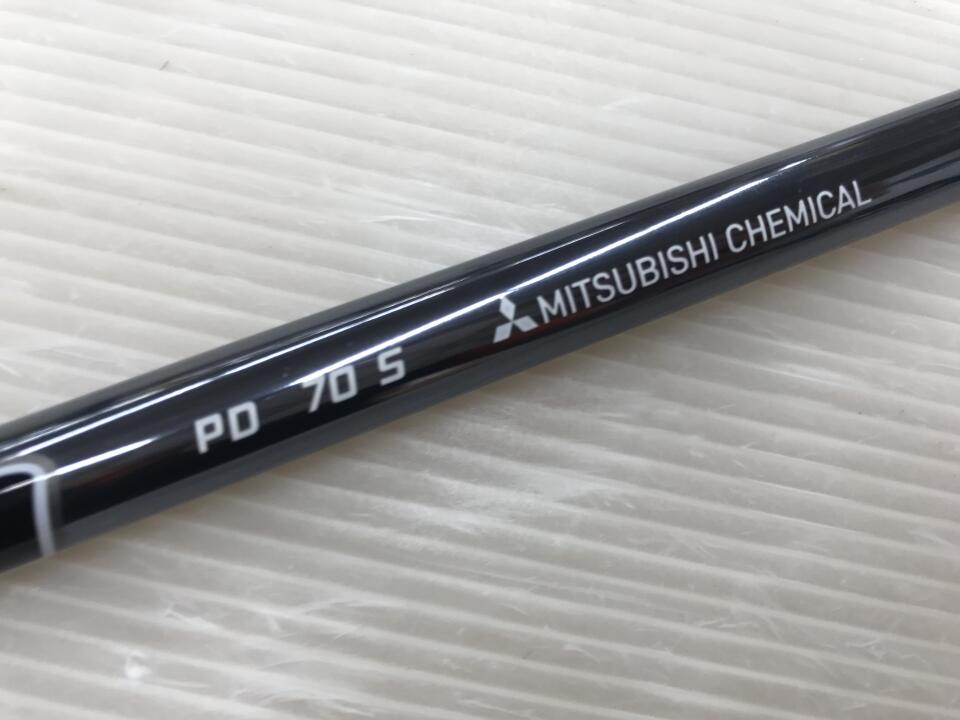 PD 70 S MITSUBISHI CHEMICAL